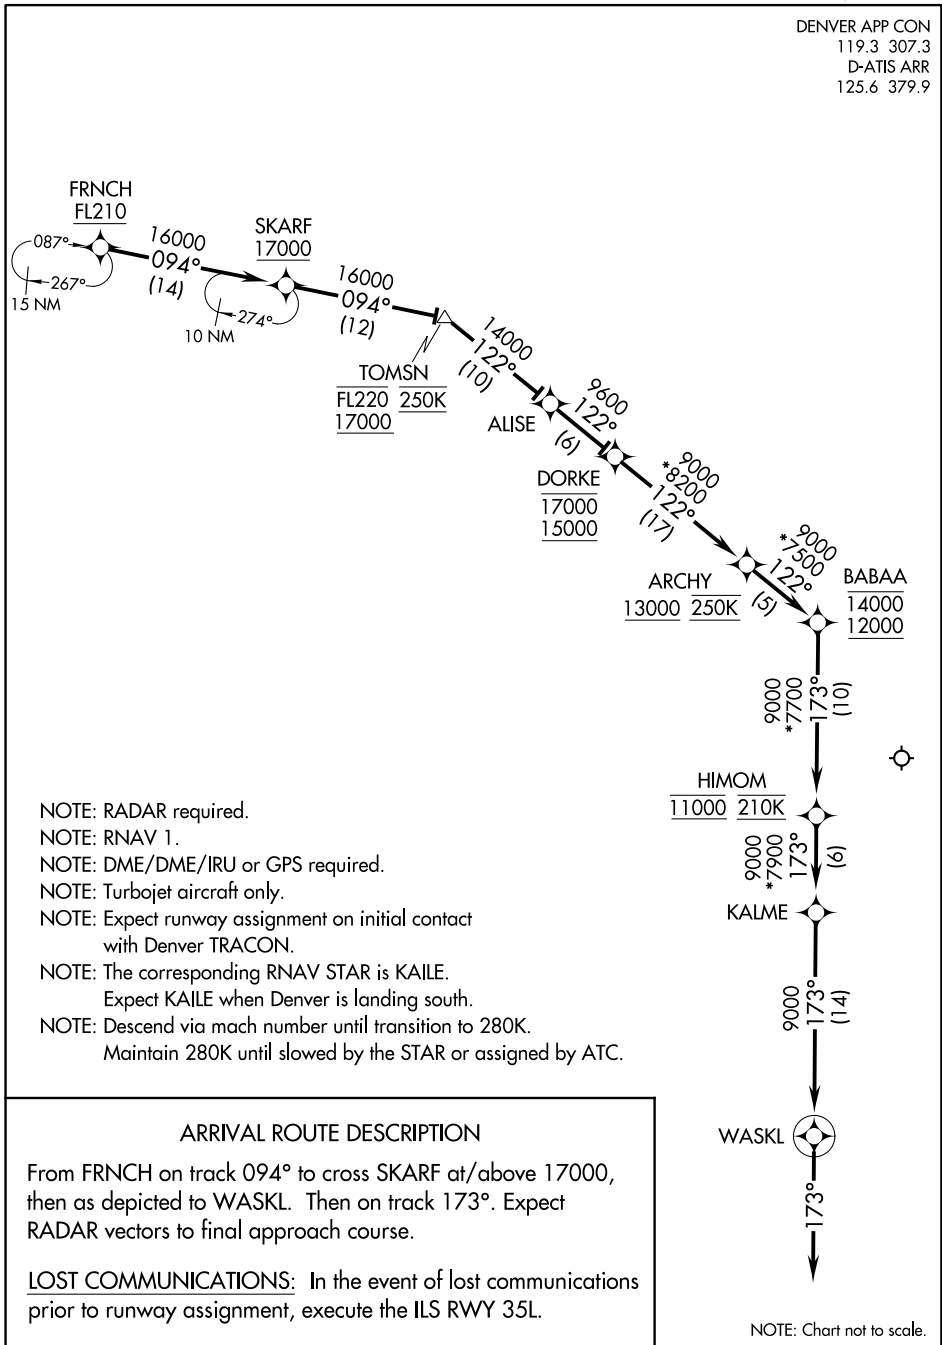 DENVER APP CON
119.3 307.3
D-ATIS ARR
125.6 379.9
FRNCH
FL210
087°
267°
15 NM
16000
094°
(14)
SKARF
17000
274°
10 NM
16000
094°
(12)
TOMSN
FL220 250K
17000
14000
122°
(10)
ALISE
9600
122°
(6)
DORKE
17000
15000
9000
*8200
122°
(17)
ARCHY
13000 250K
9000
*7500
122°
(5)
BABAA
14000
12000
9000
*7700
173°
(10)
HIMOM
11000 210K
9000
*7900
173°
(6)
KALME
9000
173°
(14)
WASKL
173°
NOTE: RADAR required.
NOTE: RNAV 1.
NOTE: DME/DME/IRU or GPS required.
NOTE: Turbojet aircraft only.
NOTE: Expect runway assignment on initial contact
with Denver TRACON.
NOTE: The corresponding RNAV STAR is KAILE.
Expect KAILE when Denver is landing south.
NOTE: Descend via mach number until transition to 280K.
Maintain 280K until slowed by the STAR or assigned by ATC.
ARRIVAL ROUTE DESCRIPTION
From FRNCH on track 094° to cross SKARF at/above 17000,
then as depicted to WASKL. Then on track 173°. Expect
RADAR vectors to final approach course.
LOST COMMUNICATIONS: In the event of lost communications
prior to runway assignment, execute the ILS RWY 35L.
NOTE: Chart not to scale.